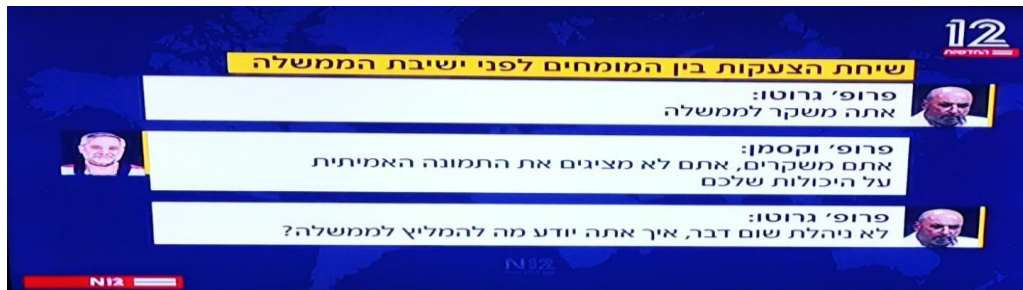 12
החדשות
שיחת הצעקות בין המומחים לפני ישיבת הממשלה
פרופ׳ גרוטו:
אתה משקר לממשלה
פרופ׳ וקסמן:
אתם משקרים, אתם לא מציגים את התמונה האמיתית
על היכולות שלכם
פרופ׳ גרוטו:
לא ניהלת שום דבר, איך אתה יודע מה להמליץ לממשלה?
N12
N12